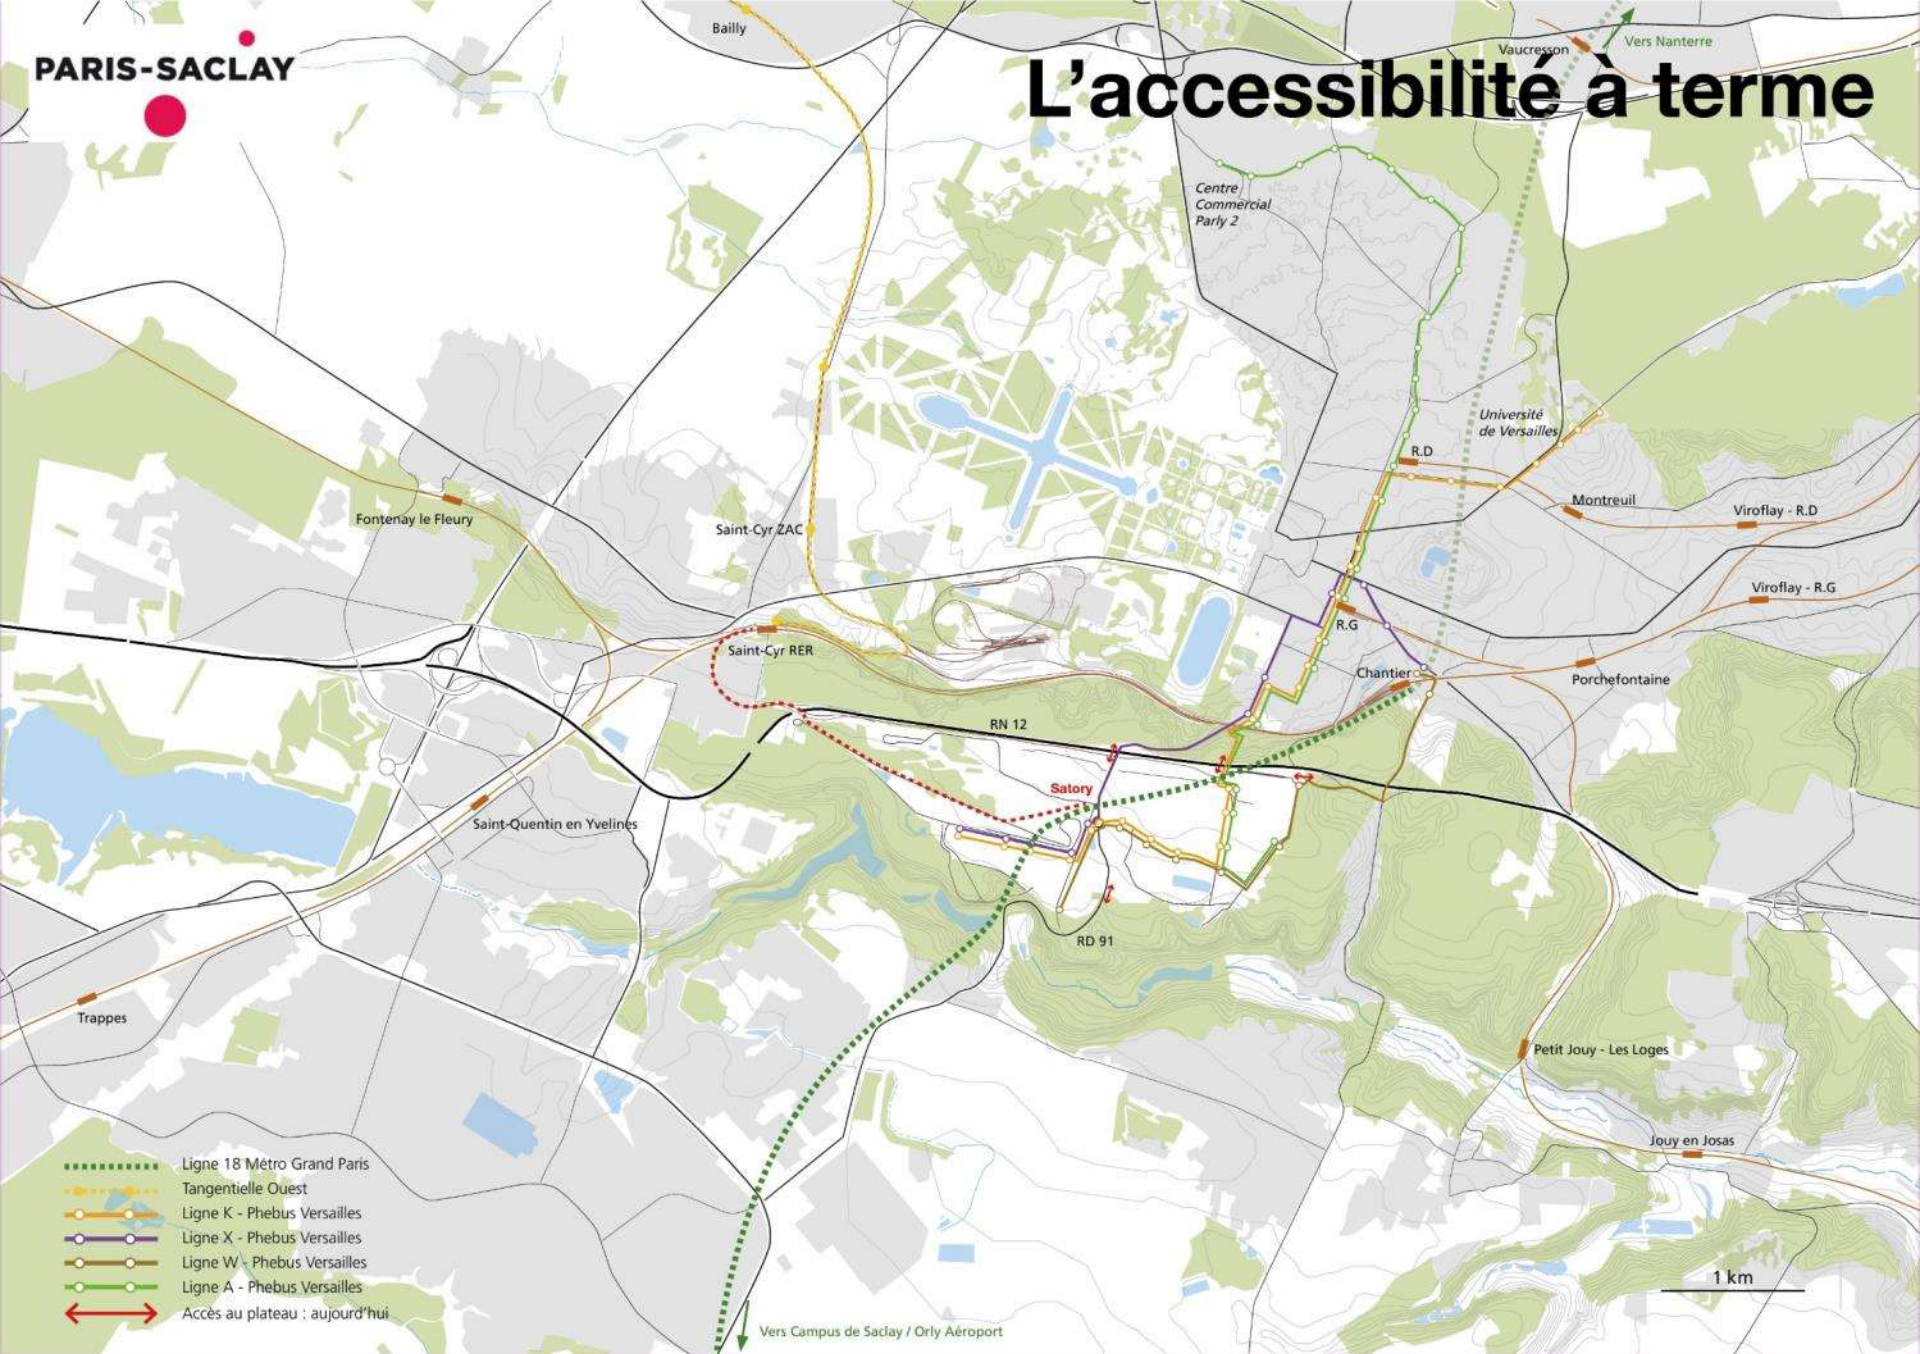 Bailly
Vaucresson
Vers Nanterre
PARIS-SACLAY
L'accessibilité à terme
Centre
Commercial
Parly 2
Université
de Versailles
R.D
Montreuil
Viroflay - R.D
Fontenay le Fleury
Saint-Cyr ZAC
Viroflay - R.G
R.G
Saint-Cyr RER
Chantier
Porchefontaine
RN 12
Satory
Saint-Quentin en Yvelines
RD 91
Trappes
Petit Jouy - Les Loges
Jouy en Josas
Ligne 18 Métro Grand Paris
Tangentielle Ouest
Ligne K - Phebus Versailles
Ligne X - Phebus Versailles
Ligne W - Phebus Versailles
Ligne A - Phebus Versailles
Accès au plateau : aujourd'hui
1 km
Vers Campus de Saclay / Orly Aéroport